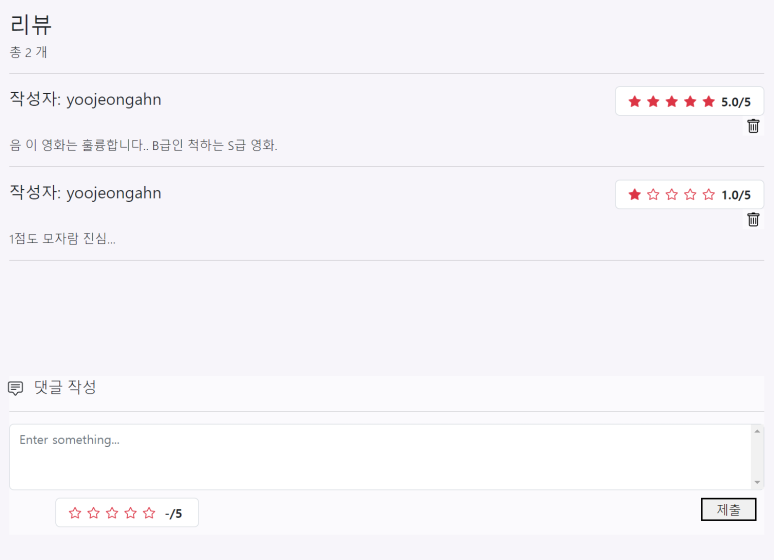 리뷰
총 2 개
작성자: yoojeongahn
5.0/5
음 이 영화는 훌륭합니다.. B급인 척하는 S급 영화.
작성자: yoojeongahn
1.0/5
1점도 모자람 진심...
댓글 작성
Enter something...
-/5
제출